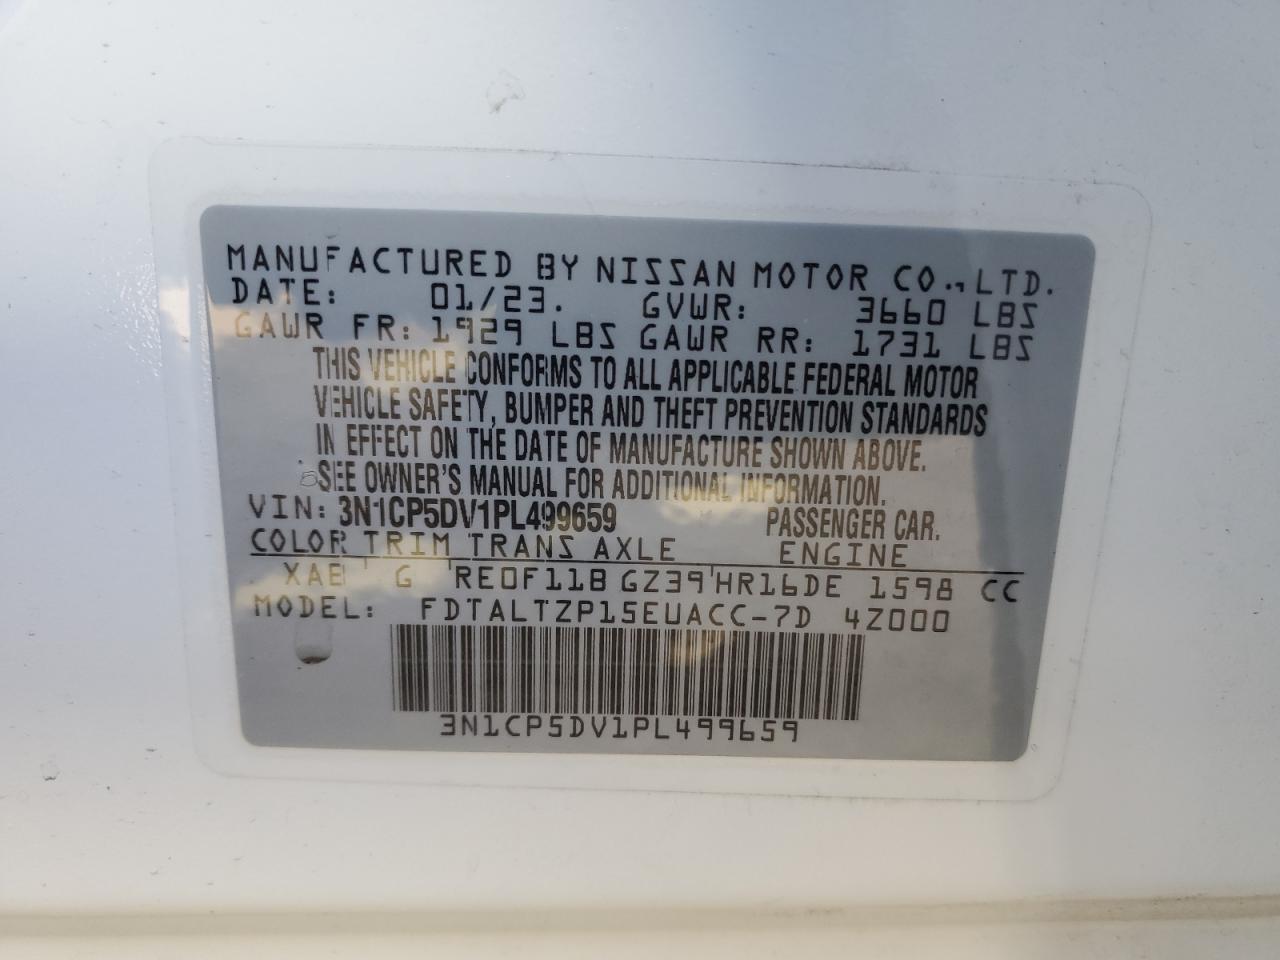 MANUFACTURED BY NISSAN MOTOR CO., LTD.
DATE: 01/23. GVWR: 3660 LBS
GAWR FR: 1929 LBS GAWR RR: 1731 LBS
THIS VEHICLE CONFORMS TO ALL APPLICABLE FEDERAL MOTOR
VEHICLE SAFETY, BUMPER AND THEFT PREVENTION STANDARDS
IN EFFECT ON THE DATE OF MANUFACTURE SHOWN ABOVE.
SEE OWNER'S MANUAL FOR ADDITIONAL INFORMATION.
VIN: 3N1CP5DV1PL499659 PASSENGER CAR.
COLOR TRIM TRANS AXLE ENGINE
XAB G RE0F11B GZ39 HR16DE 1598 CC
MODEL: FDTALTZP15EUACC-7D 4Z000
3N1CP5DV1PL499659